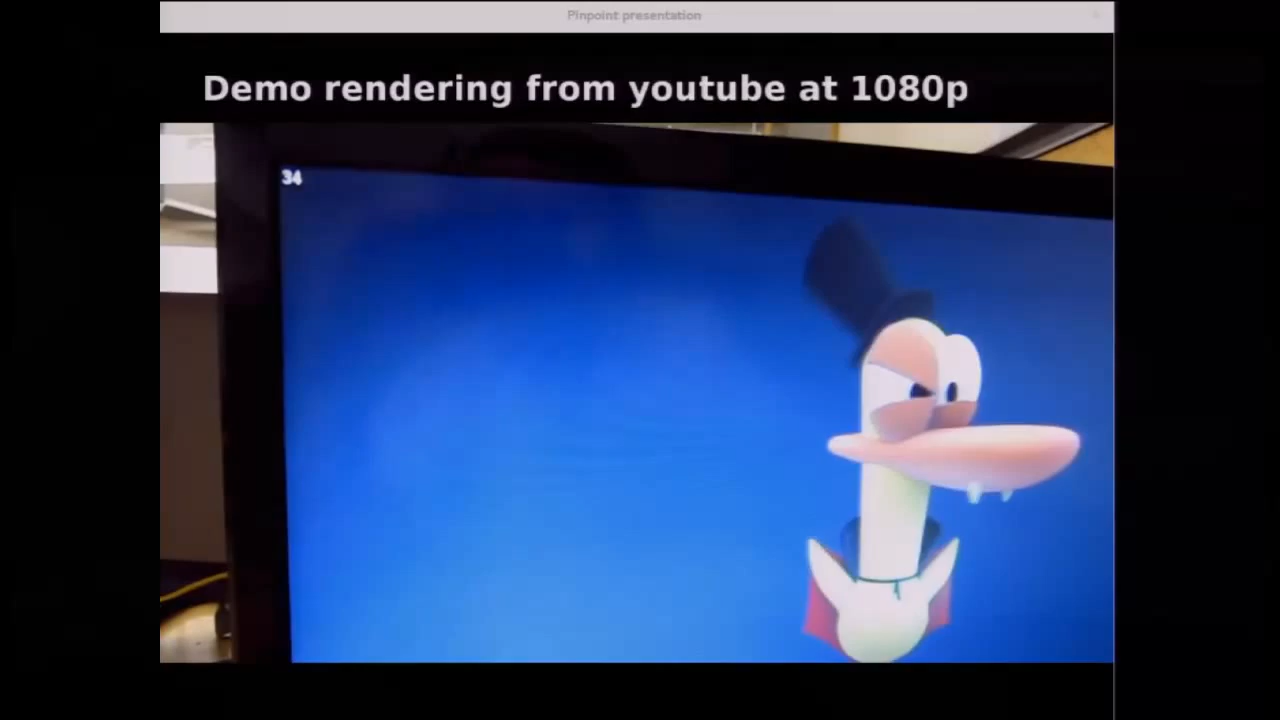 Pinpoint presentation
Demo rendering from youtube at 1080p
34